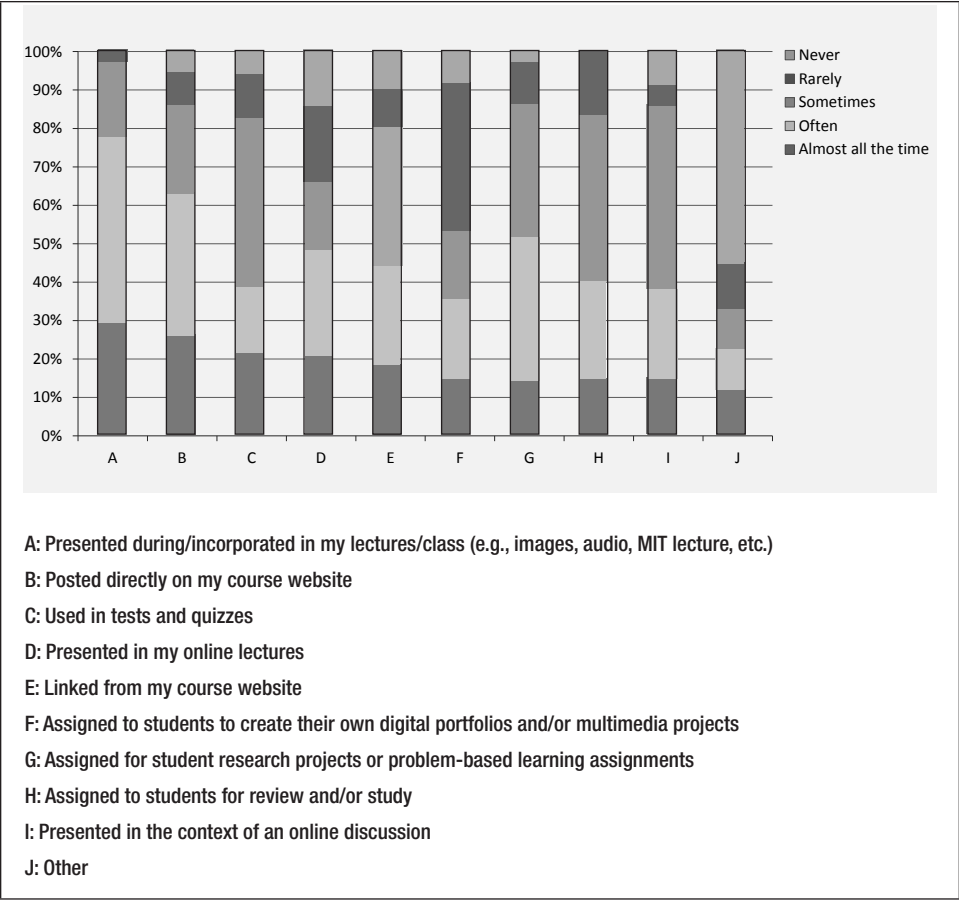 100%
90%
80%
70%
60%
50%
40%
30%
20%
10%
0%
A B C D E F G H I J
Never
Rarely
Sometimes
Often
Almost all the time
A: Presented during/incorporated in my lectures/class (e.g., images, audio, MIT lecture, etc.)
B: Posted directly on my course website
C: Used in tests and quizzes
D: Presented in my online lectures
E: Linked from my course website
F: Assigned to students to create their own digital portfolios and/or multimedia projects
G: Assigned for student research projects or problem-based learning assignments
H: Assigned to students for review and/or study
I: Presented in the context of an online discussion
J: Other